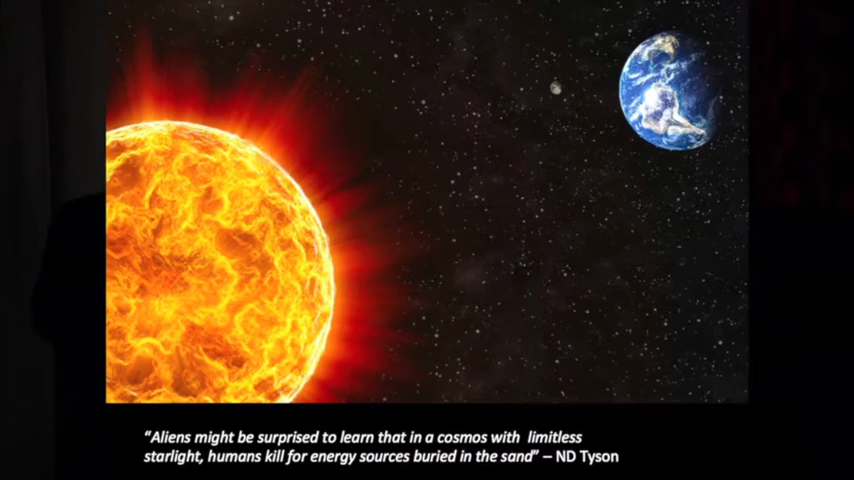 “Aliens might be surprised to learn that in a cosmos with  limitless
starlight, humans kill for energy sources buried in the sand” – ND Tyson